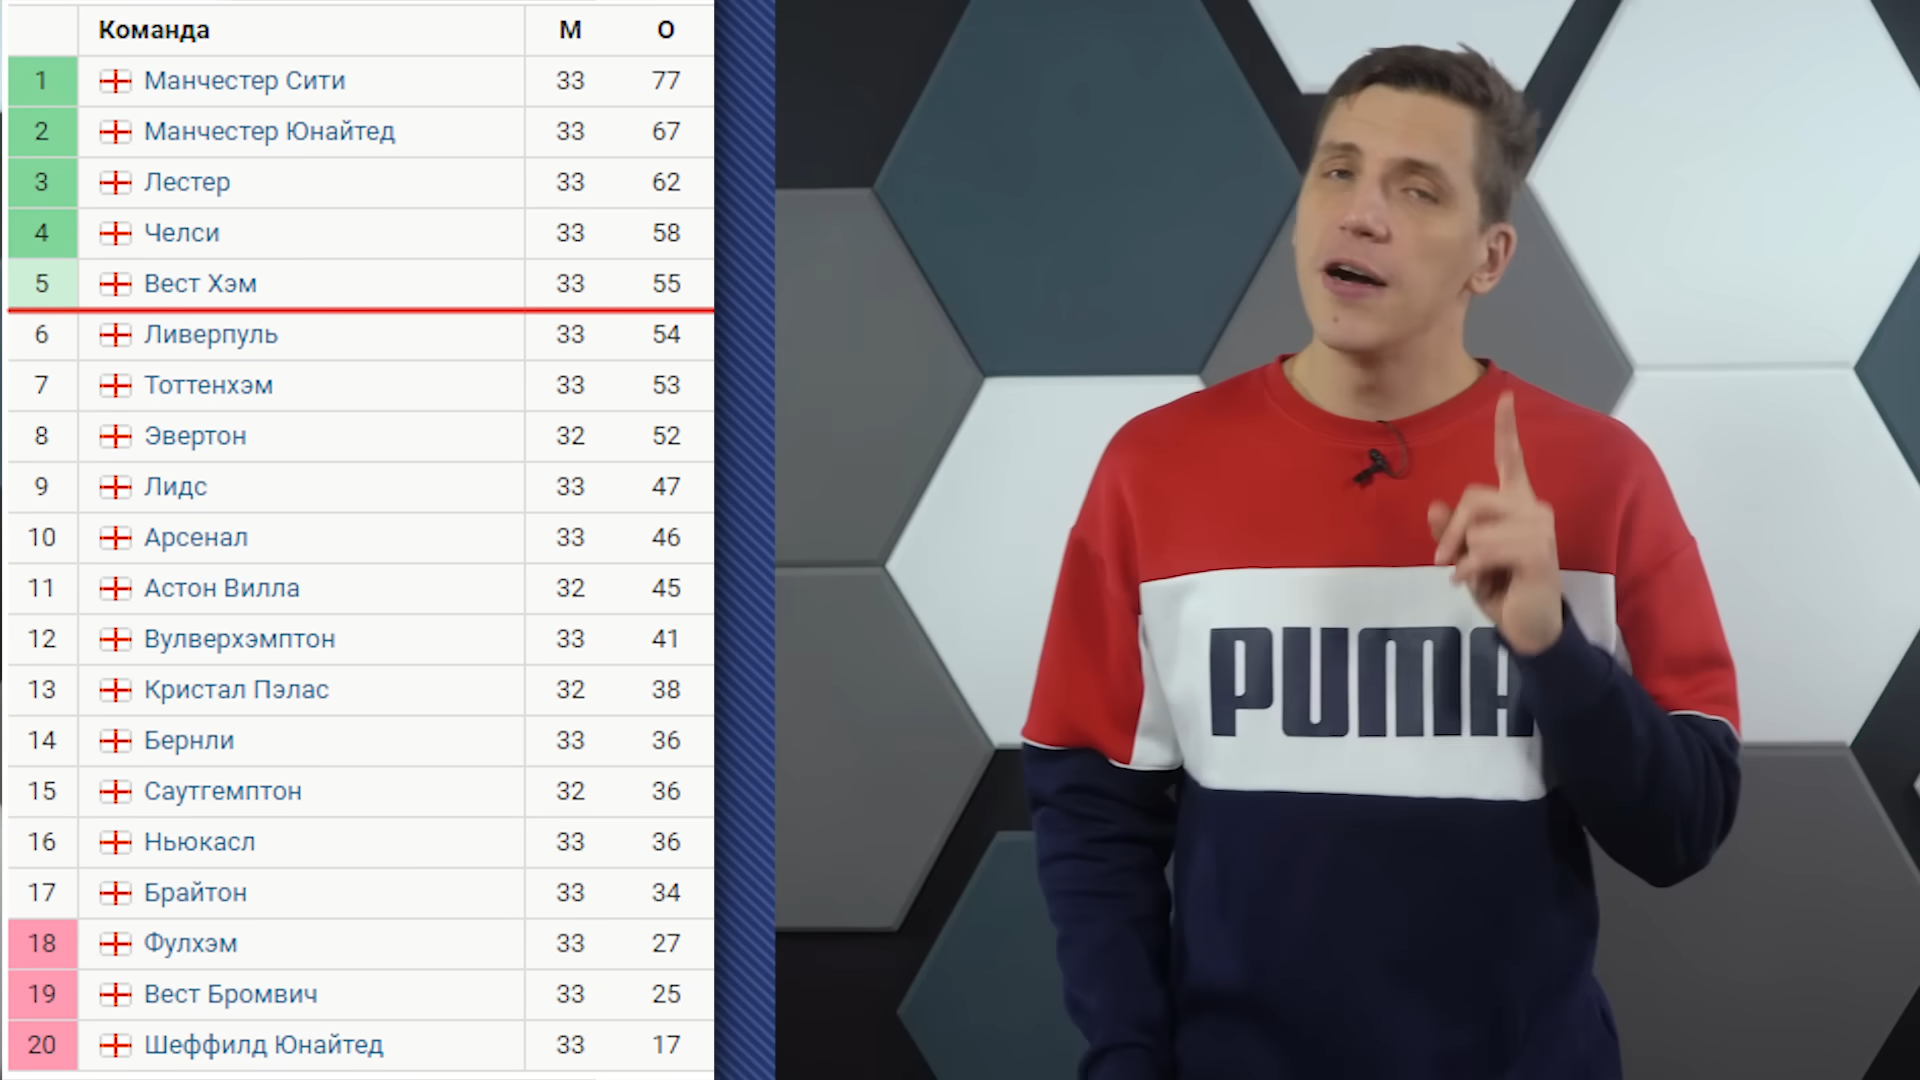 Команда М О
1 Манчестер Сити 33 77
2 Манчестер Юнайтед 33 67
3 Лестер 33 62
4 Челси 33 58
5 Вест Хэм 33 55
6 Ливерпуль 33 54
7 Тоттенхэм 33 53
8 Эвертон 32 52
9 Лидс 33 47
10 Арсенал 33 46
11 Астон Вилла 32 45
12 Вулверхэмптон 33 41
13 Кристал Пэлас 32 38
14 Бернли 33 36
15 Саутгемптон 32 36
16 Ньюкасл 33 36
17 Брайтон 33 34
18 Фулхэм 33 27
19 Вест Бромвич 33 25
20 Шеффилд Юнайтед 33 17
PUMA